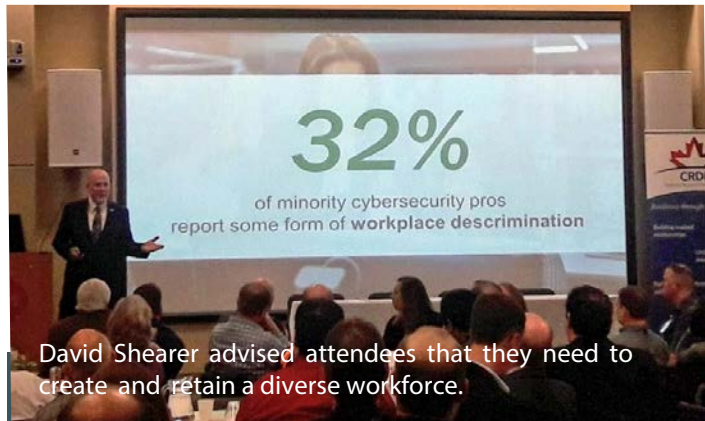 32%
of minority cybersecurity pros
report some form of workplace descrimination
CRDI
David Shearer advised attendees that they need to
create and retain a diverse workforce.